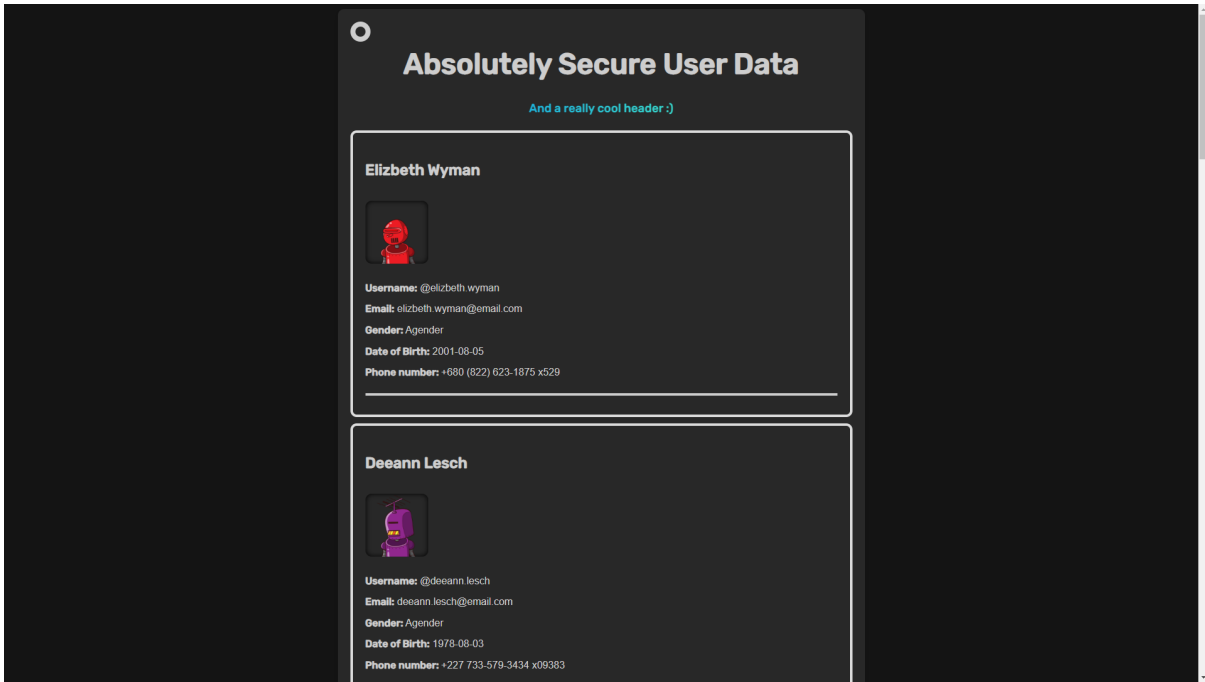 Absolutely Secure User Data
And a really cool header :)
Elizbeth Wyman
Username: @elizbeth.wyman
Email: elizbeth.wyman@email.com
Gender: Agender
Date of Birth: 2001-08-05
Phone number: +680 (822) 623-1875 x529
Deeann Lesch
Username: @deeann.lesch
Email: deeann.lesch@email.com
Gender: Agender
Date of Birth: 1978-08-03
Phone number: +227 733-579-3434 x09383